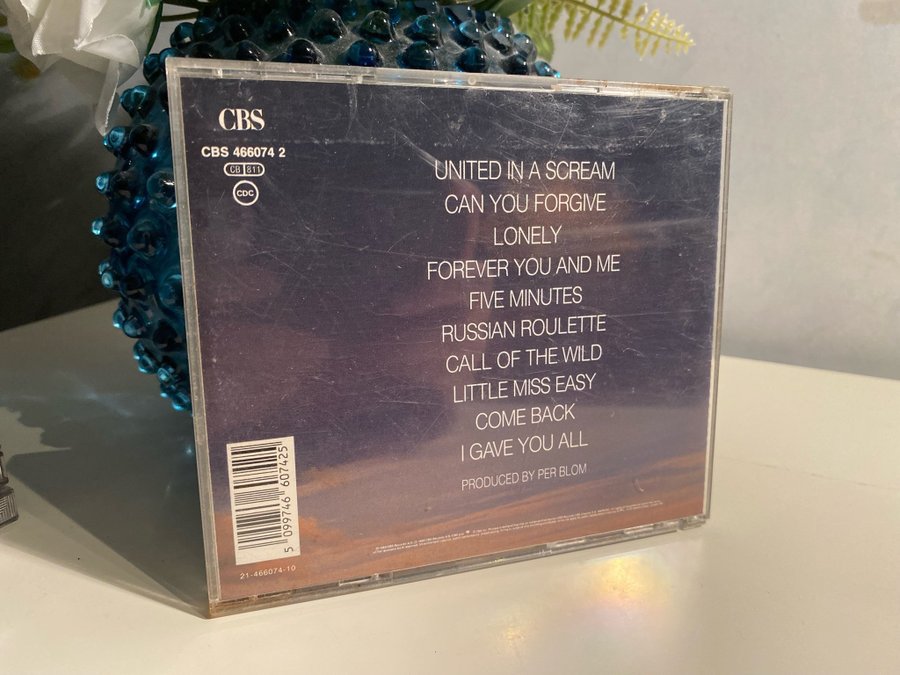 CBS
CBS 466074 2
CB 811
CDC
UNITED IN A SCREAM
CAN YOU FORGIVE
LONELY
FOREVER YOU AND ME
FIVE MINUTES
RUSSIAN ROULETTE
CALL OF THE WILD
LITTLE MISS EASY
COME BACK
I GAVE YOU ALL
PRODUCED BY PER BLOM
5 099746 607425
21-466074-10